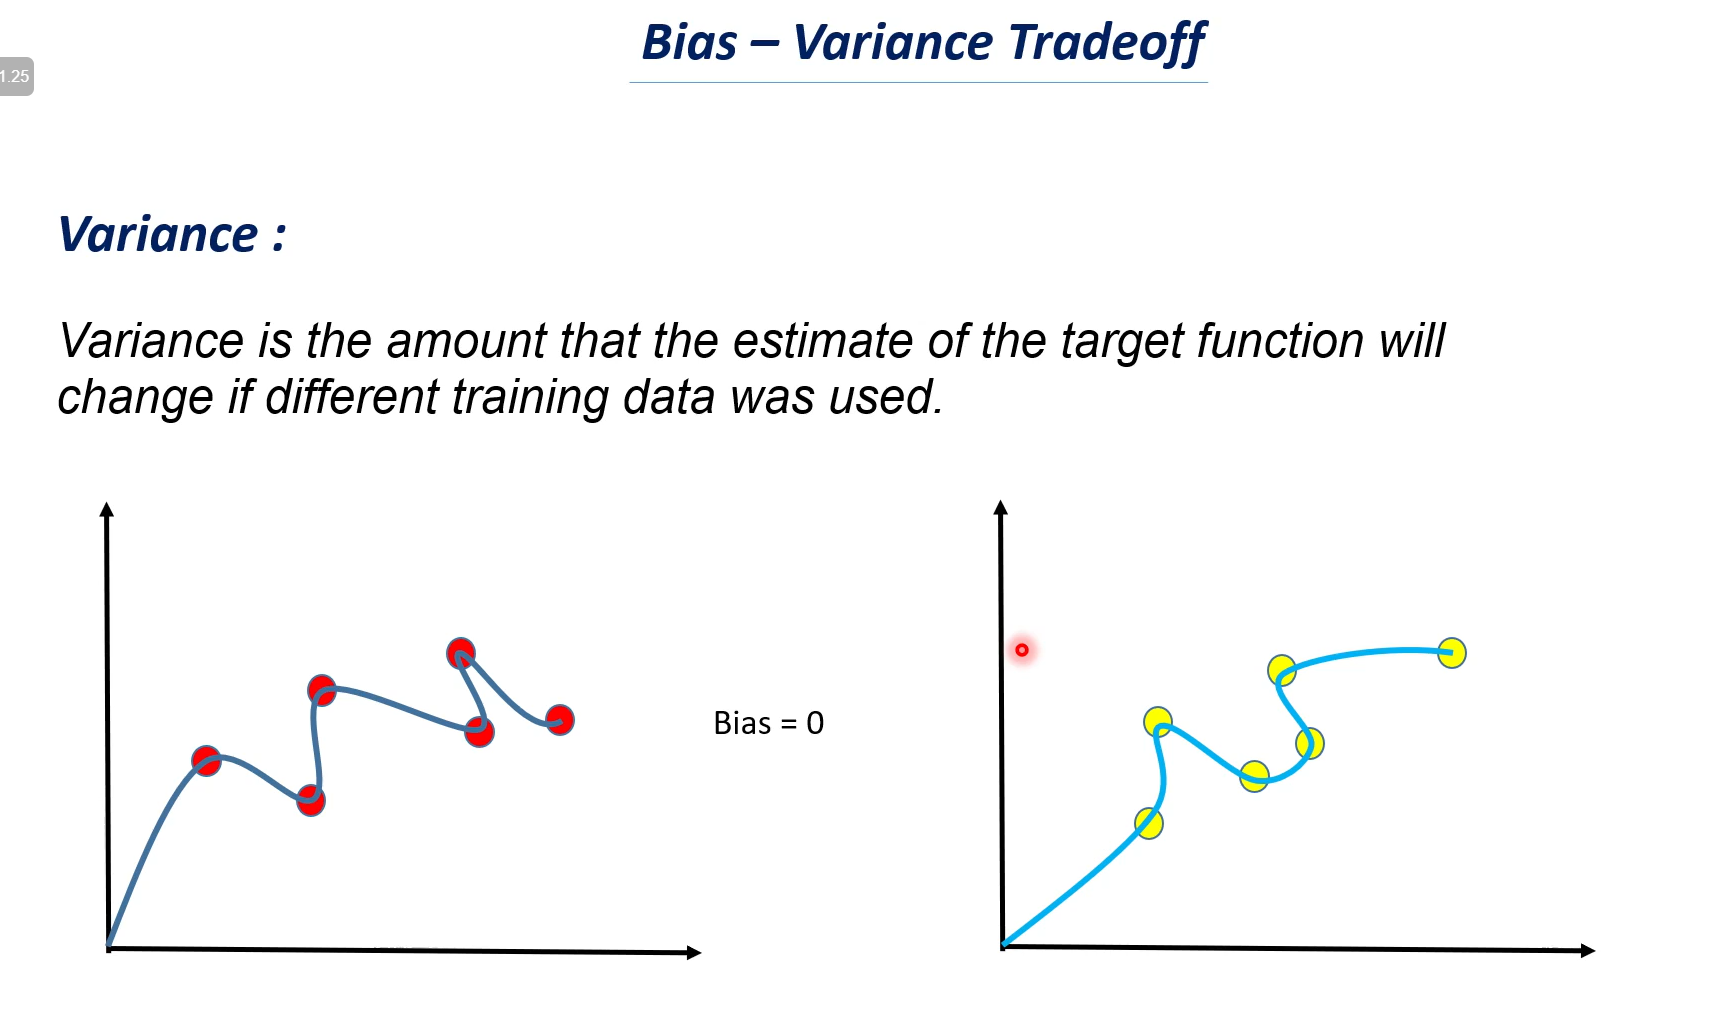 Bias – Variance Tradeoff
1.25
Variance :
Variance is the amount that the estimate of the target function will
change if different training data was used.
Bias = 0